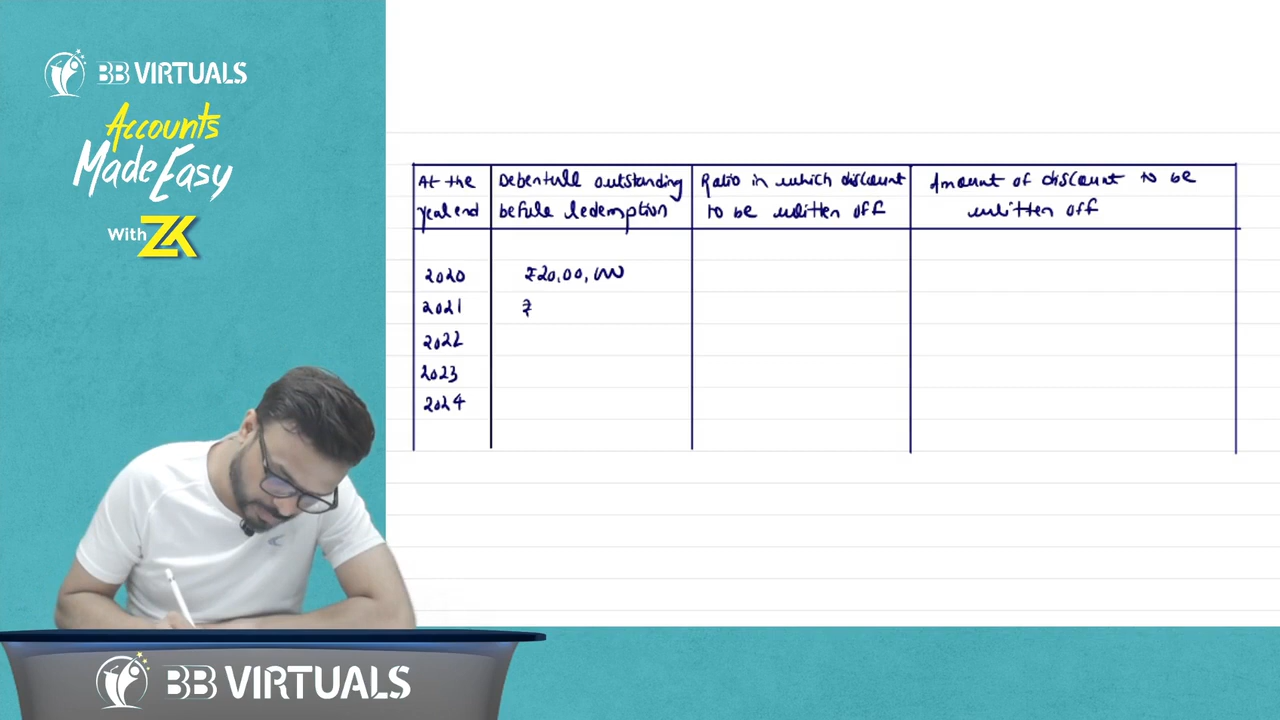 BB VIRTUALS
Accounts
Made Easy
With ZK
At the year end
Debenture outstanding before redemption
Ratio in which discount to be written off
Amount of discount to be written off
2020 ₹20,00,000
2021 ₹
2022
2023
2024
BB VIRTUALS